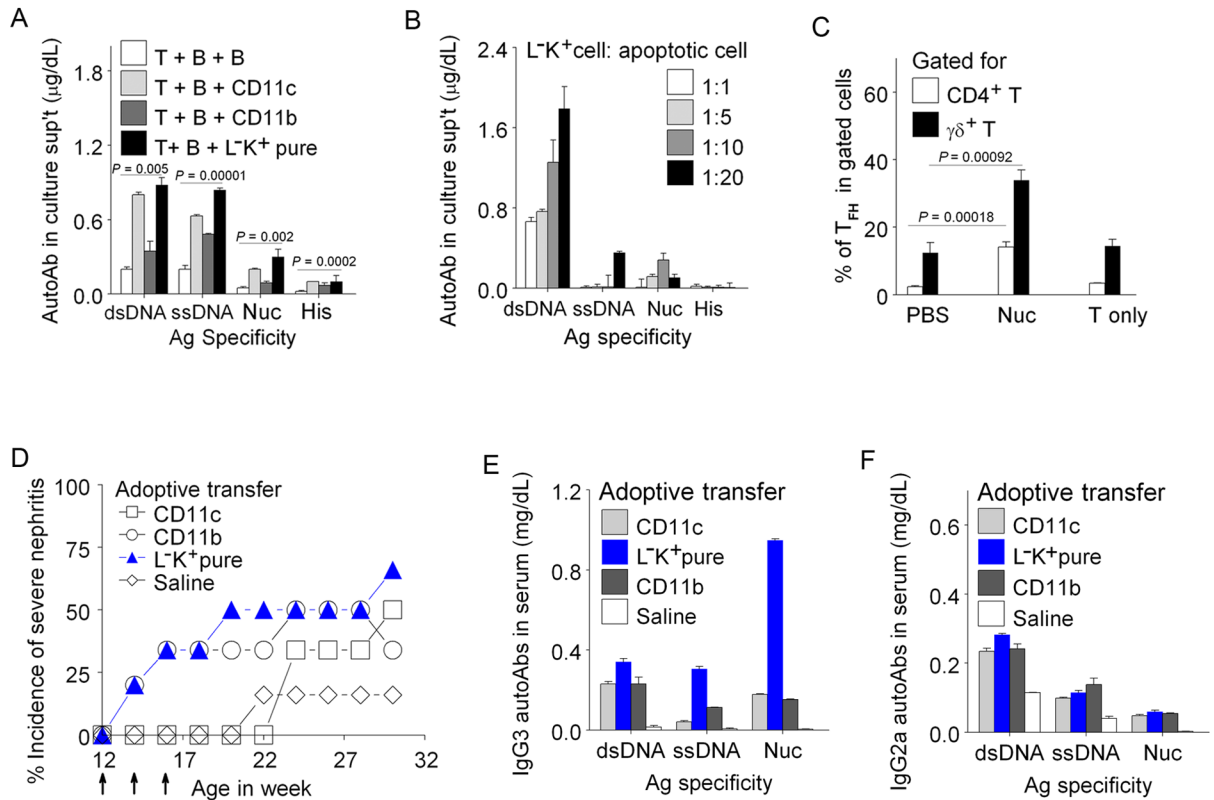 A
T + B + B
T + B + CD11c
T + B + CD11b
T+ B + L⁻K⁺ pure
AutoAb in culture sup't (μg/dL)
1.8
1.2
0.6
0.0
P = 0.005
P = 0.00001
P = 0.002
P = 0.0002
dsDNA ssDNA Nuc His
Ag Specificity
B
L⁻K⁺cell: apoptotic cell
1:1
1:5
1:10
1:20
AutoAb in culture sup't (μg/dL)
2.4
1.6
0.8
0.0
dsDNA ssDNA Nuc His
Ag specificity
C
Gated for
CD4⁺ T
γδ⁺ T
% of TFH in gated cells
60
40
20
0
P = 0.00092
P = 0.00018
PBS Nuc T only
D
Adoptive transfer
CD11c
CD11b
L⁻K⁺pure
Saline
% Incidence of severe nephritis
100
75
50
25
0
12 17 22 27 32
Age in week
E
Adoptive transfer
CD11c
L⁻K⁺pure
CD11b
Saline
IgG3 autoAbs in serum (mg/dL)
1.2
0.8
0.4
0.0
dsDNA ssDNA Nuc
Ag specificity
F
Adoptive transfer
CD11c
L⁻K⁺pure
CD11b
Saline
IgG2a autoAbs in serum (mg/dL)
0.6
0.4
0.2
0.0
dsDNA ssDNA Nuc
Ag specificity